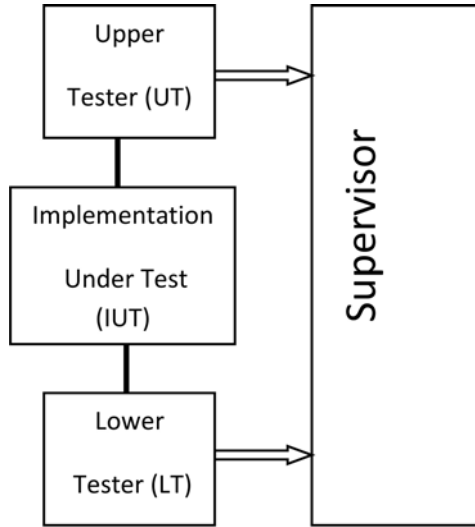 Upper
Tester (UT)
Implementation
Under Test
(IUT)
Lower
Tester (LT)
Supervisor